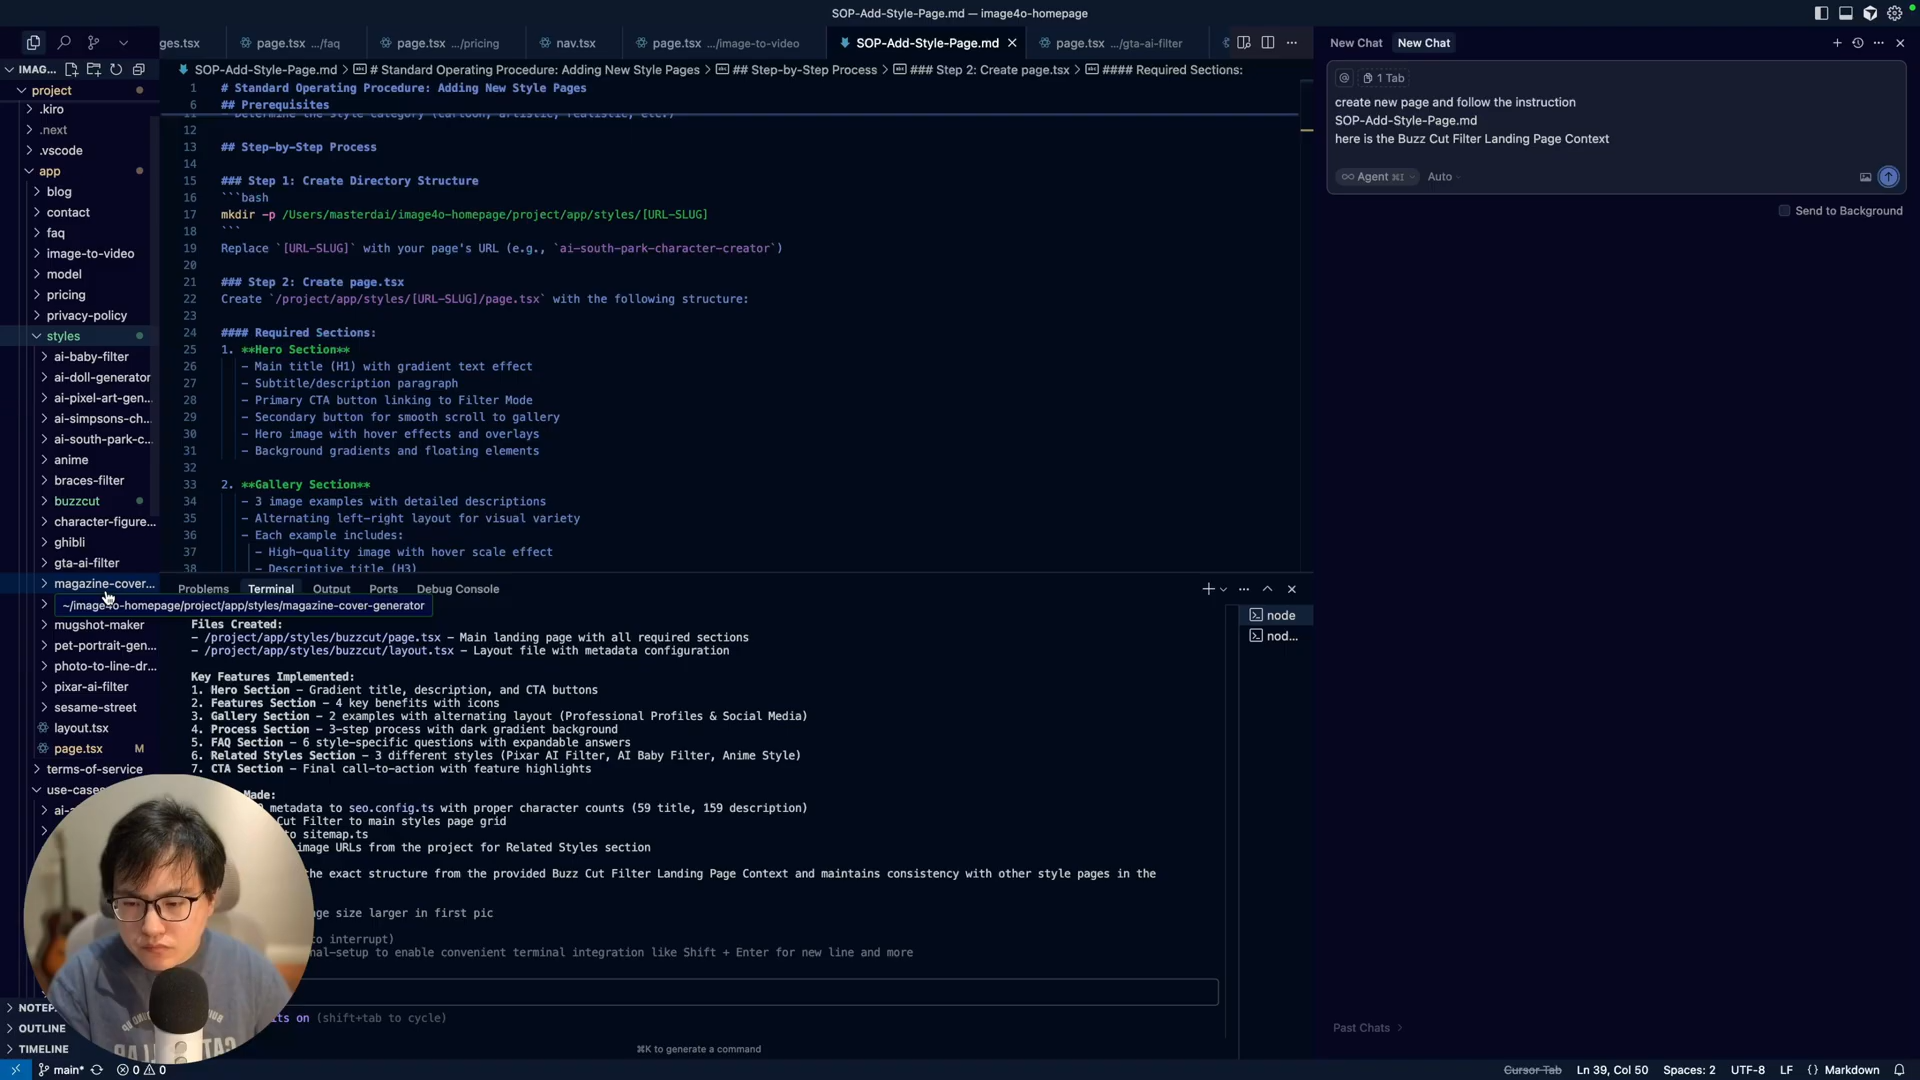 SOP-Add-Style-Page.md — image4o-homepage
ges.tsx
page.tsx .../faq
page.tsx .../pricing
nav.tsx
page.tsx .../image-to-video
SOP-Add-Style-Page.md
page.tsx .../gta-ai-filter
IMAG...
project
.kiro
.next
.vscode
app
blog
contact
faq
image-to-video
model
pricing
privacy-policy
styles
ai-baby-filter
ai-doll-generator
ai-pixel-art-gen...
ai-simpsons-ch...
ai-south-park-c...
anime
braces-filter
buzzcut
character-figure...
ghibli
gta-ai-filter
magazine-cover...
~/image4o-homepage/project/app/styles/magazine-cover-generator
mugshot-maker
pet-portrait-gen...
photo-to-line-dr...
pixar-ai-filter
sesame-street
layout.tsx
page.tsx M
terms-of-service
use-cases
OUTLINE
TIMELINE
SOP-Add-Style-Page.md > # Standard Operating Procedure: Adding New Style Pages > ## Step-by-Step Process > ### Step 2: Create page.tsx > #### Required Sections:
1 # Standard Operating Procedure: Adding New Style Pages
6 ## Prerequisites
- Determine the style category (cartoon, artistic, realistic, etc.)
12
13 ## Step-by-Step Process
14
15 ### Step 1: Create Directory Structure
16 ```bash
17 mkdir -p /Users/masterdai/image4o-homepage/project/app/styles/[URL-SLUG]
18 ```
19 Replace `[URL-SLUG]` with your page's URL (e.g., `ai-south-park-character-creator`)
20
21 ### Step 2: Create page.tsx
22 Create `/project/app/styles/[URL-SLUG]/page.tsx` with the following structure:
23
24 #### Required Sections:
25 1. **Hero Section**
26 - Main title (H1) with gradient text effect
27 - Subtitle/description paragraph
28 - Primary CTA button linking to Filter Mode
29 - Secondary button for smooth scroll to gallery
30 - Hero image with hover effects and overlays
31 - Background gradients and floating elements
32
33 2. **Gallery Section**
34 - 3 image examples with detailed descriptions
35 - Alternating left-right layout for visual variety
36 - Each example includes:
37 - High-quality image with hover scale effect
38 - Descriptive title (H3)
Problems Terminal Output Ports Debug Console
node
nod...
Files Created:
- /project/app/styles/buzzcut/page.tsx - Main landing page with all required sections
- /project/app/styles/buzzcut/layout.tsx - Layout file with metadata configuration
Key Features Implemented:
1. Hero Section - Gradient title, description, and CTA buttons
2. Features Section - 4 key benefits with icons
3. Gallery Section - 2 examples with alternating layout (Professional Profiles & Social Media)
4. Process Section - 3-step process with dark gradient background
5. FAQ Section - 6 style-specific questions with expandable answers
6. Related Styles Section - 3 different styles (Pixar AI Filter, AI Baby Filter, Anime Style)
7. CTA Section - Final call-to-action with feature highlights
Made:
metadata to seo.config.ts with proper character counts (59 title, 159 description)
Cut Filter to main styles page grid
to sitemap.ts
image URLs from the project for Related Styles section
the exact structure from the provided Buzz Cut Filter Landing Page Context and maintains consistency with other style pages in the
ge size larger in first pic
to interrupt)
nal-setup to enable convenient terminal integration like Shift + Enter for new line and more
its on (shift+tab to cycle)
⌘K to generate a command
New Chat New Chat
@ 1 Tab
create new page and follow the instruction
SOP-Add-Style-Page.md
here is the Buzz Cut Filter Landing Page Context
∞ Agent ⌘I Auto
Send to Background
Past Chats >
main* 0 0
Cursor Tab Ln 39, Col 50 Spaces: 2 UTF-8 LF {} Markdown